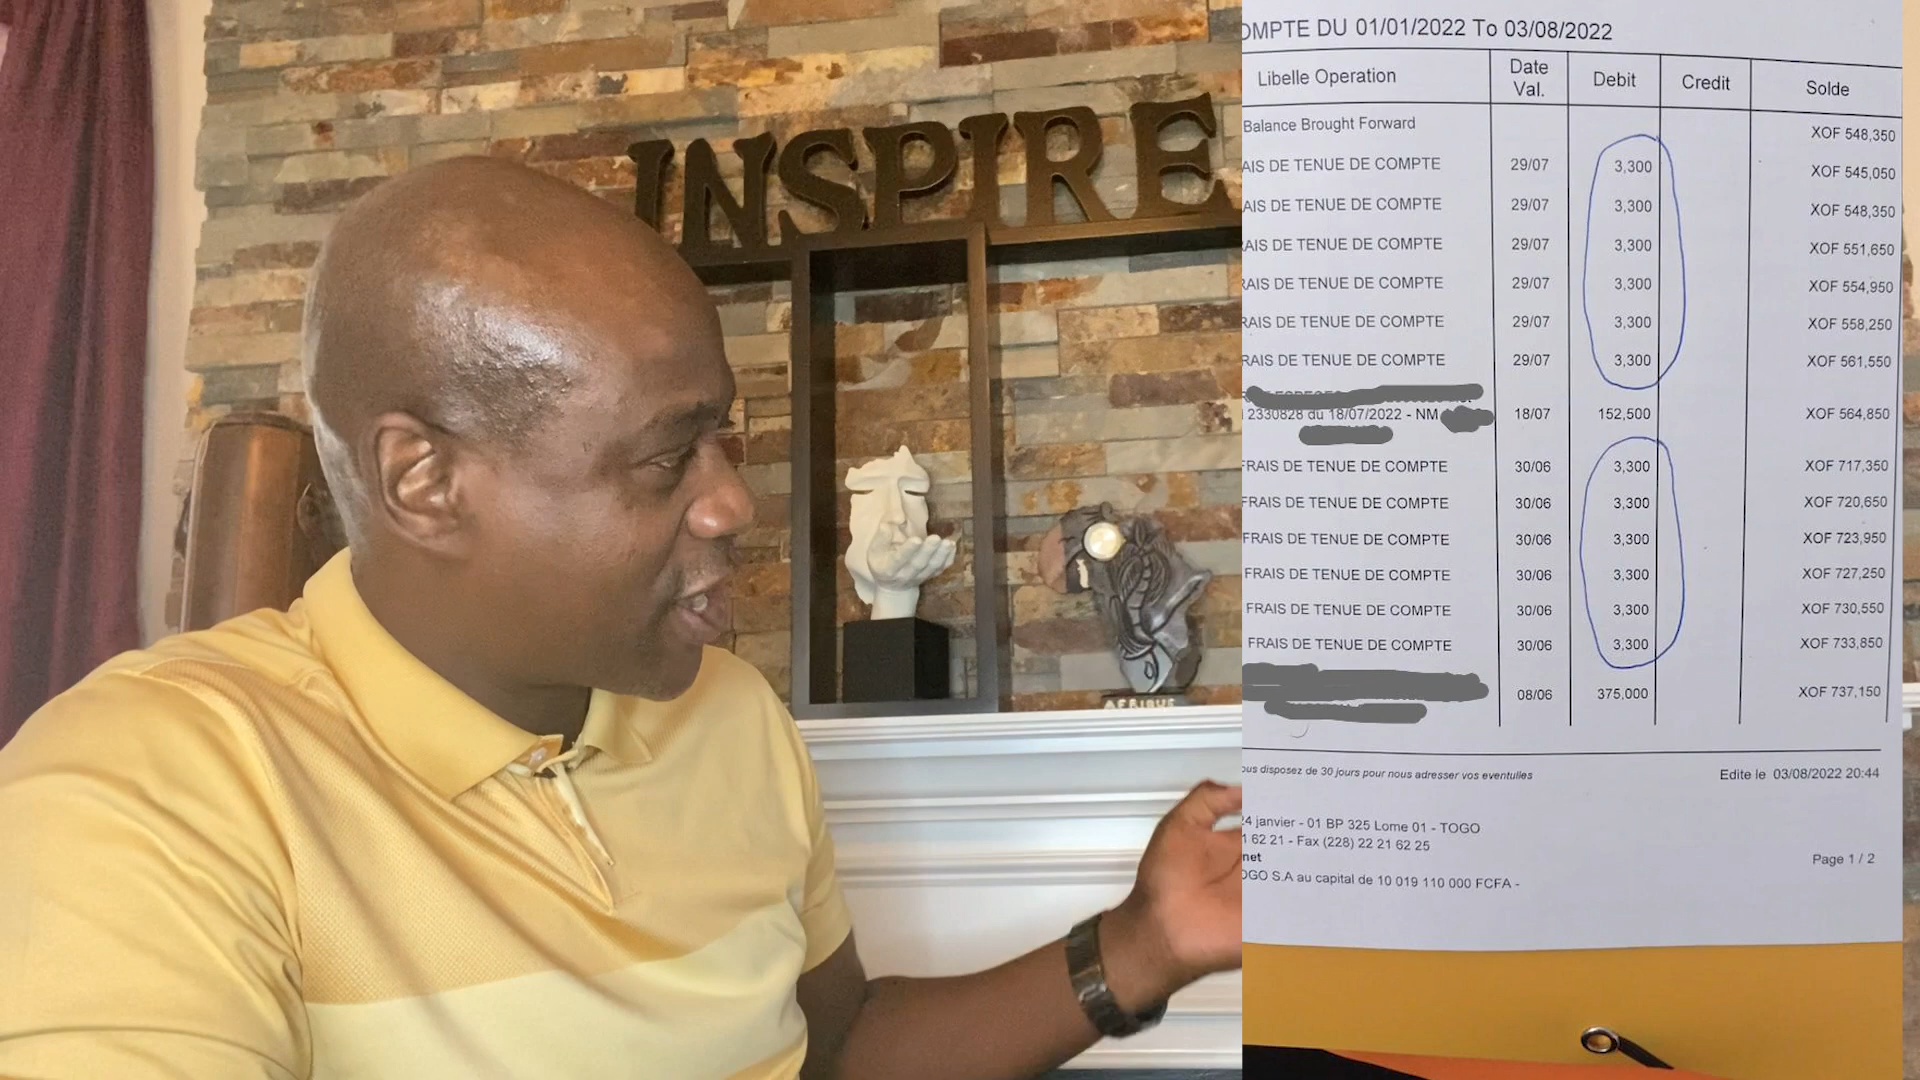 INSPIRE
AFRIQUE
OMPTE DU 01/01/2022 To 03/08/2022
Libelle Operation Date Val. Debit Credit Solde
Balance Brought Forward XOF 548,350
AIS DE TENUE DE COMPTE 29/07 3,300 XOF 545,050
AIS DE TENUE DE COMPTE 29/07 3,300 XOF 548,350
AIS DE TENUE DE COMPTE 29/07 3,300 XOF 551,650
RAIS DE TENUE DE COMPTE 29/07 3,300 XOF 554,950
RAIS DE TENUE DE COMPTE 29/07 3,300 XOF 558,250
RAIS DE TENUE DE COMPTE 29/07 3,300 XOF 561,550
2330828 du 18/07/2022 - NM 18/07 152,500 XOF 564,850
FRAIS DE TENUE DE COMPTE 30/06 3,300 XOF 717,350
FRAIS DE TENUE DE COMPTE 30/06 3,300 XOF 720,650
FRAIS DE TENUE DE COMPTE 30/06 3,300 XOF 723,950
FRAIS DE TENUE DE COMPTE 30/06 3,300 XOF 727,250
FRAIS DE TENUE DE COMPTE 30/06 3,300 XOF 730,550
FRAIS DE TENUE DE COMPTE 30/06 3,300 XOF 733,850
08/06 375,000 XOF 737,150
ous disposez de 30 jours pour nous adresser vos eventulies
Edite le 03/08/2022 20:44
24 janvier - 01 BP 325 Lome 01 - TOGO
1 62 21 - Fax (228) 22 21 62 25
net
Page 1 / 2
OGO S.A au capital de 10 019 110 000 FCFA -